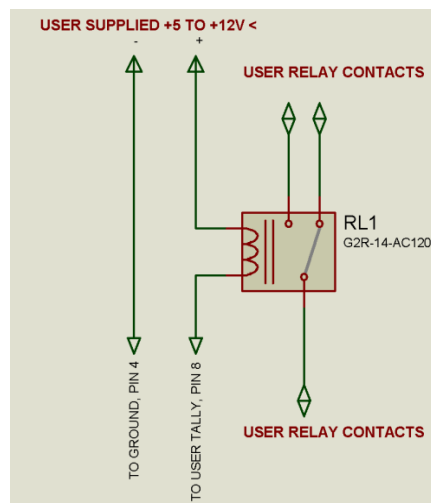 USER SUPPLIED +5 TO +12V <
- +
USER RELAY CONTACTS
RL1
G2R-14-AC120
TO GROUND, PIN 4
TO USER TALLY, PIN 8
USER RELAY CONTACTS